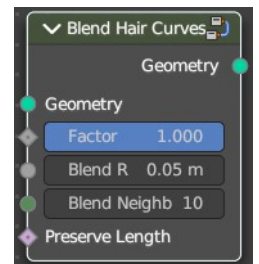 Blend Hair Curves
Geometry
Geometry
Factor 1.000
Blend R 0.05 m
Blend Neighb 10
Preserve Length